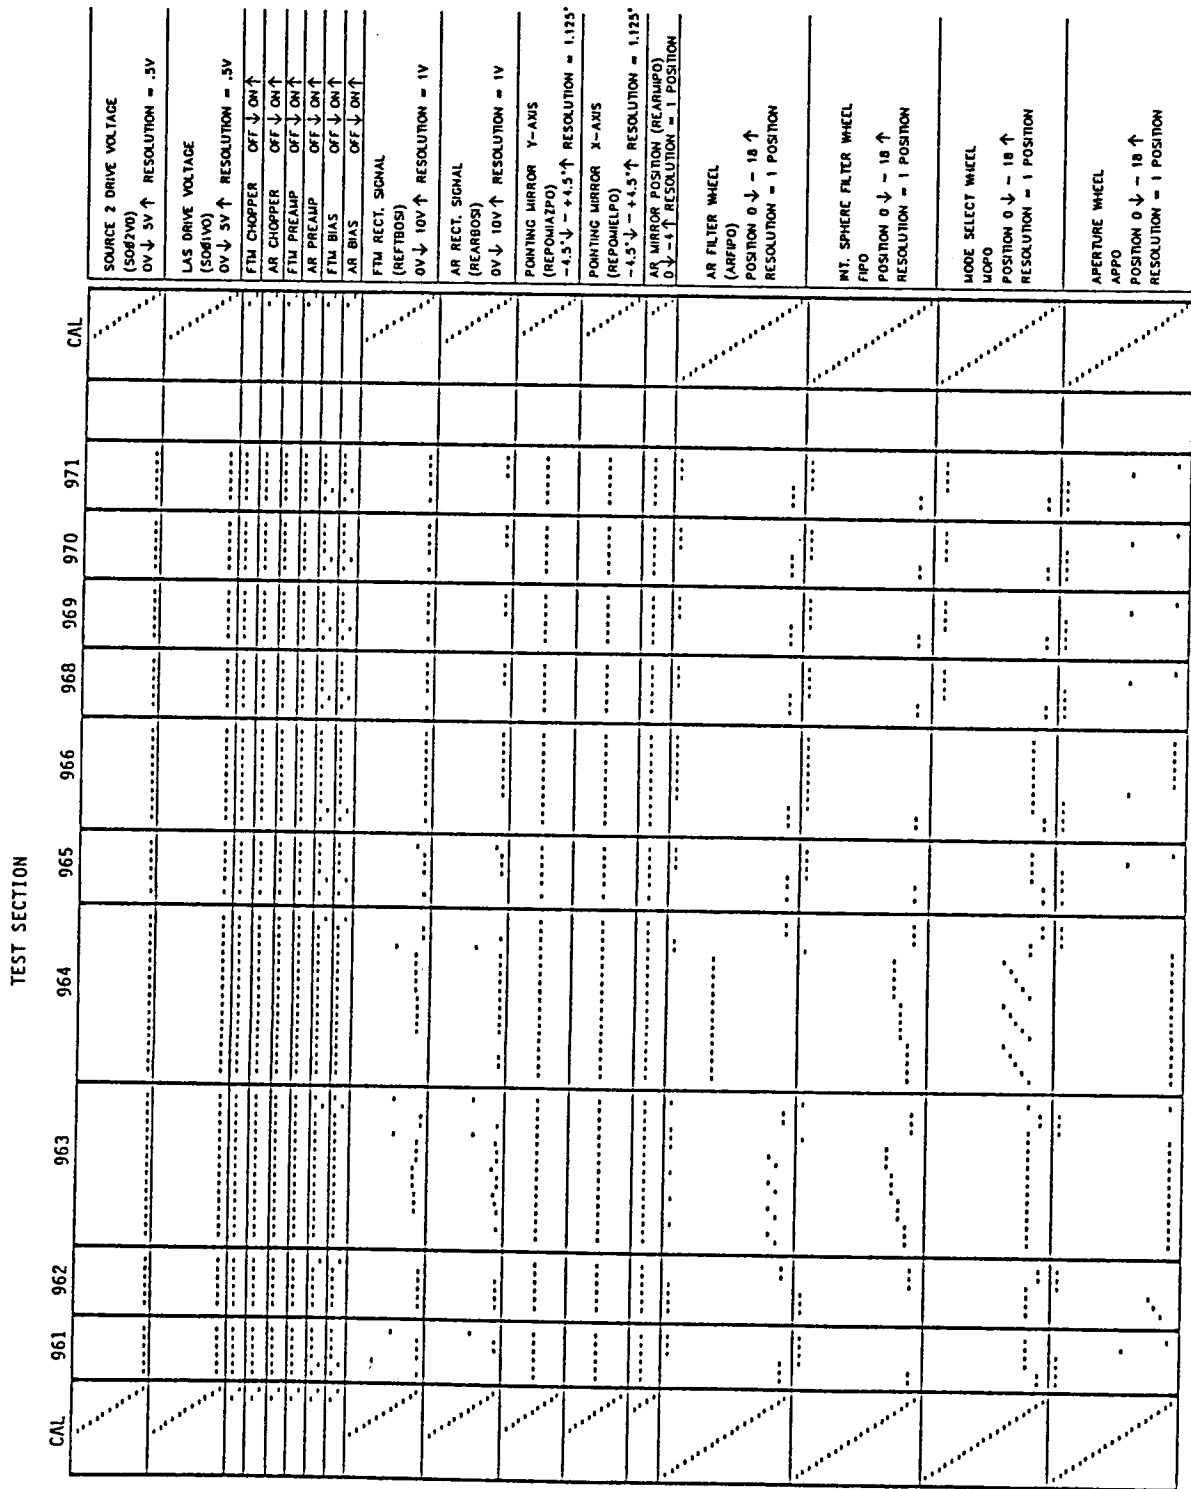 TEST SECTION
CAL
961
962
963
964
965
966
968
969
970
971
CAL
SOURCE 2 DRIVE VOLTAGE
(SOØ2VO)
0V ↓ 5V ↑ RESOLUTION = .5V
LAS DRIVE VOLTAGE
(SOØ1VO)
0V ↓ 5V ↑ RESOLUTION = .5V
FTM CHOPPER OFF ↓ ON ↑
AR CHOPPER OFF ↓ ON ↑
FTM PREAMP OFF ↓ ON ↑
AR PREAMP OFF ↓ ON ↑
FTM BIAS OFF ↓ ON ↑
AR BIAS OFF ↓ ON ↑
FTM RECT. SIGNAL
(REFTBOSI)
0V ↓ 10V ↑ RESOLUTION = 1V
AR RECT. SIGNAL
(REARBOSI)
0V ↓ 10V ↑ RESOLUTION = 1V
POINTING MIRROR Y-AXIS
(REPOMIAZPO)
-4.5° ↓ - +4.5° ↑ RESOLUTION = 1.125°
POINTING MIRROR X-AXIS
(REPOMIELPO)
-4.5° ↓ - +4.5° ↑ RESOLUTION = 1.125°
AR MIRROR POSITION (REARMIPO)
0 ↓ - 4 ↑ RESOLUTION = 1 POSITION
AR FILTER WHEEL
(ARFIPO)
POSITION 0 ↓ - 18 ↑
RESOLUTION = 1 POSITION
INT. SPHERE FILTER WHEEL
FIPO
POSITION 0 ↓ - 18 ↑
RESOLUTION = 1 POSITION
MODE SELECT WHEEL
MOPO
POSITION 0 ↓ - 18 ↑
RESOLUTION = 1 POSITION
APERTURE WHEEL
APPO
POSITION 0 ↓ - 18 ↑
RESOLUTION = 1 POSITION